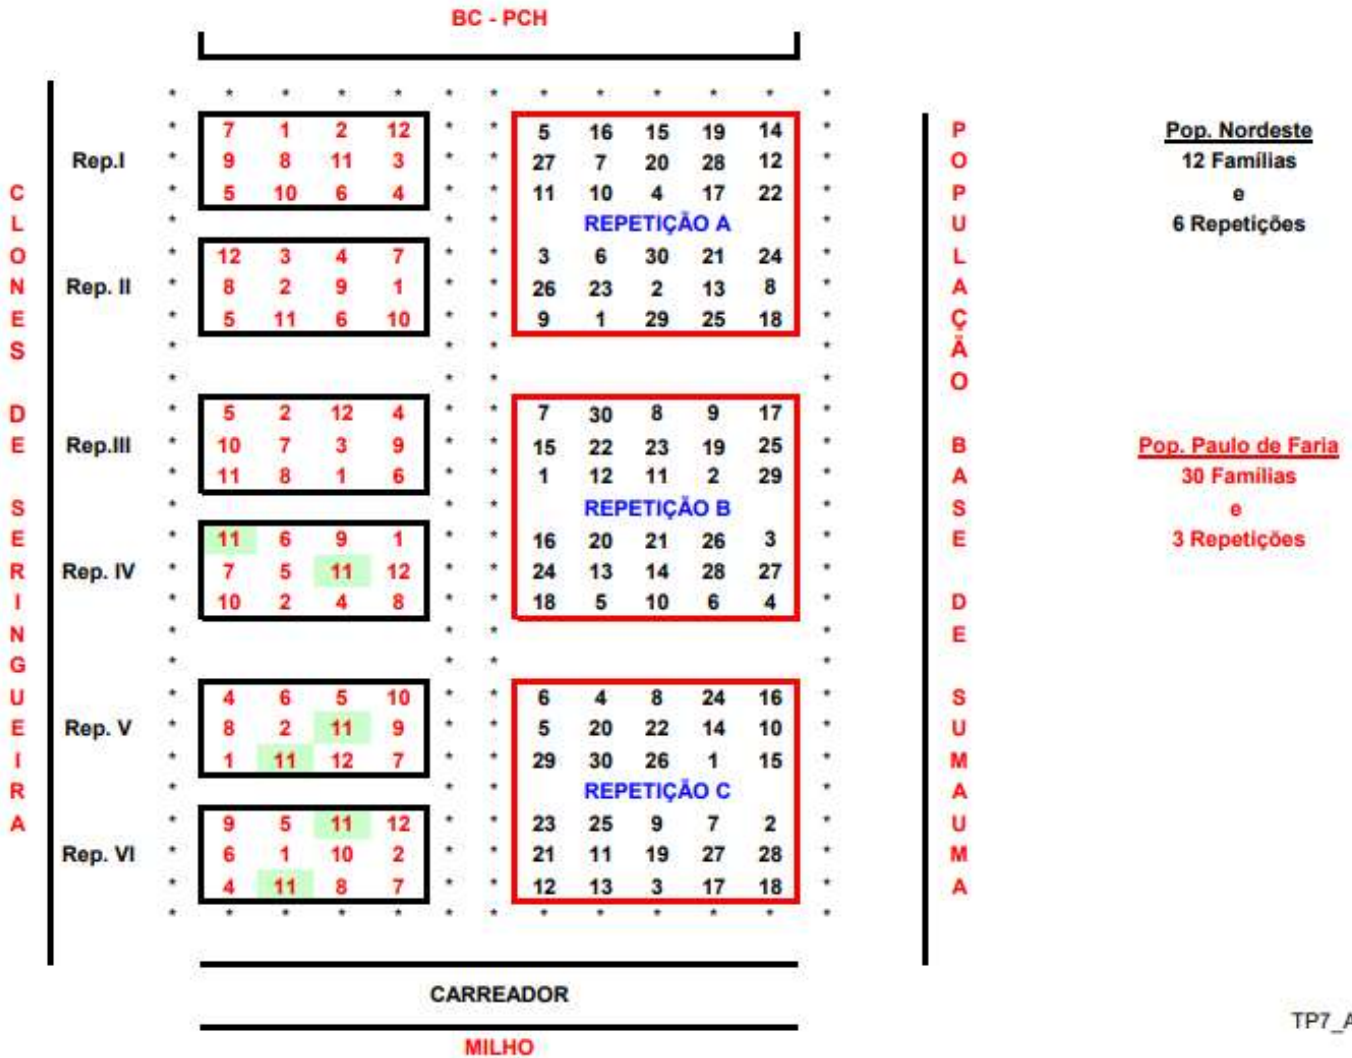 BC - PCH
CLONES DE SERINGUEIRA
Rep.I
7 1 2 12
9 8 11 3
5 10 6 4
Rep. II
12 3 4 7
8 2 9 1
5 11 6 10
Rep.III
5 2 12 4
10 7 3 9
11 8 1 6
Rep. IV
11 6 9 1
7 5 11 12
10 2 4 8
Rep. V
4 6 5 10
8 2 11 9
1 11 12 7
Rep. VI
9 5 11 12
6 1 10 2
4 11 8 7
5 16 15 19 14
27 7 20 28 12
11 10 4 17 22
REPETIÇÃO A
3 6 30 21 24
26 23 2 13 8
9 1 29 25 18
7 30 8 9 17
15 22 23 19 25
1 12 11 2 29
REPETIÇÃO B
16 20 21 26 3
24 13 14 28 27
18 5 10 6 4
6 4 8 24 16
5 20 22 14 10
29 30 26 1 15
REPETIÇÃO C
23 25 9 7 2
21 11 19 27 28
12 13 3 17 18
POPULAÇÃO BASE DE SUMAUMA
Pop. Nordeste
12 Famílias
e
6 Repetições
Pop. Paulo de Faria
30 Famílias
e
3 Repetições
CARREADOR
MILHO
TP7_A